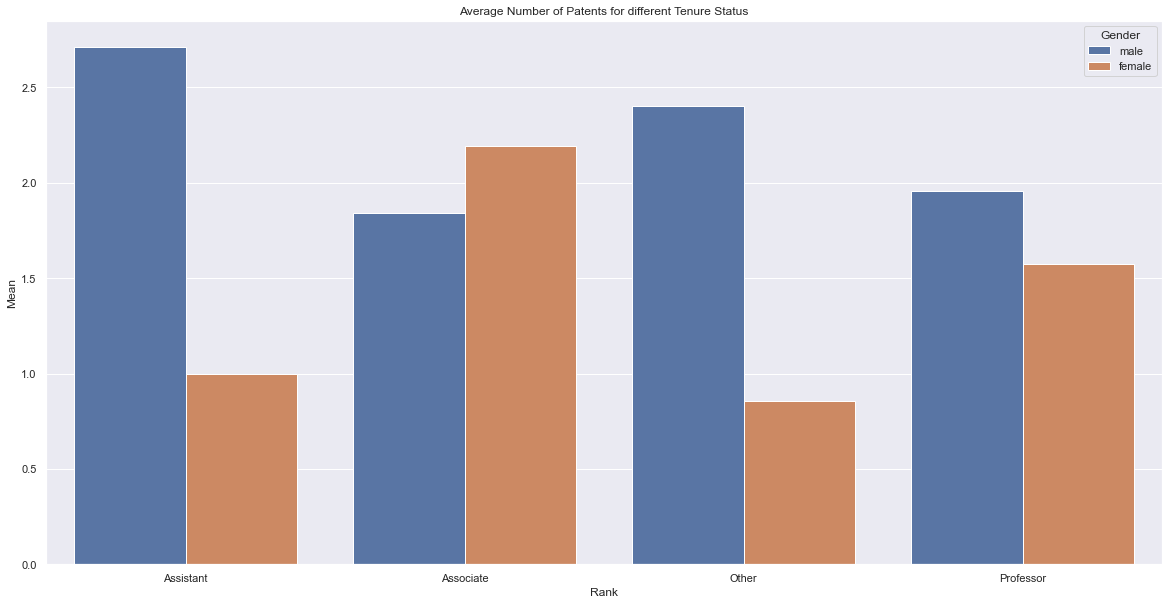 Average Number of Patents for different Tenure Status
Gender
male
female
2.5
2.0
1.5
1.0
0.5
0.0
Mean
Assistant
Associate
Other
Professor
Rank